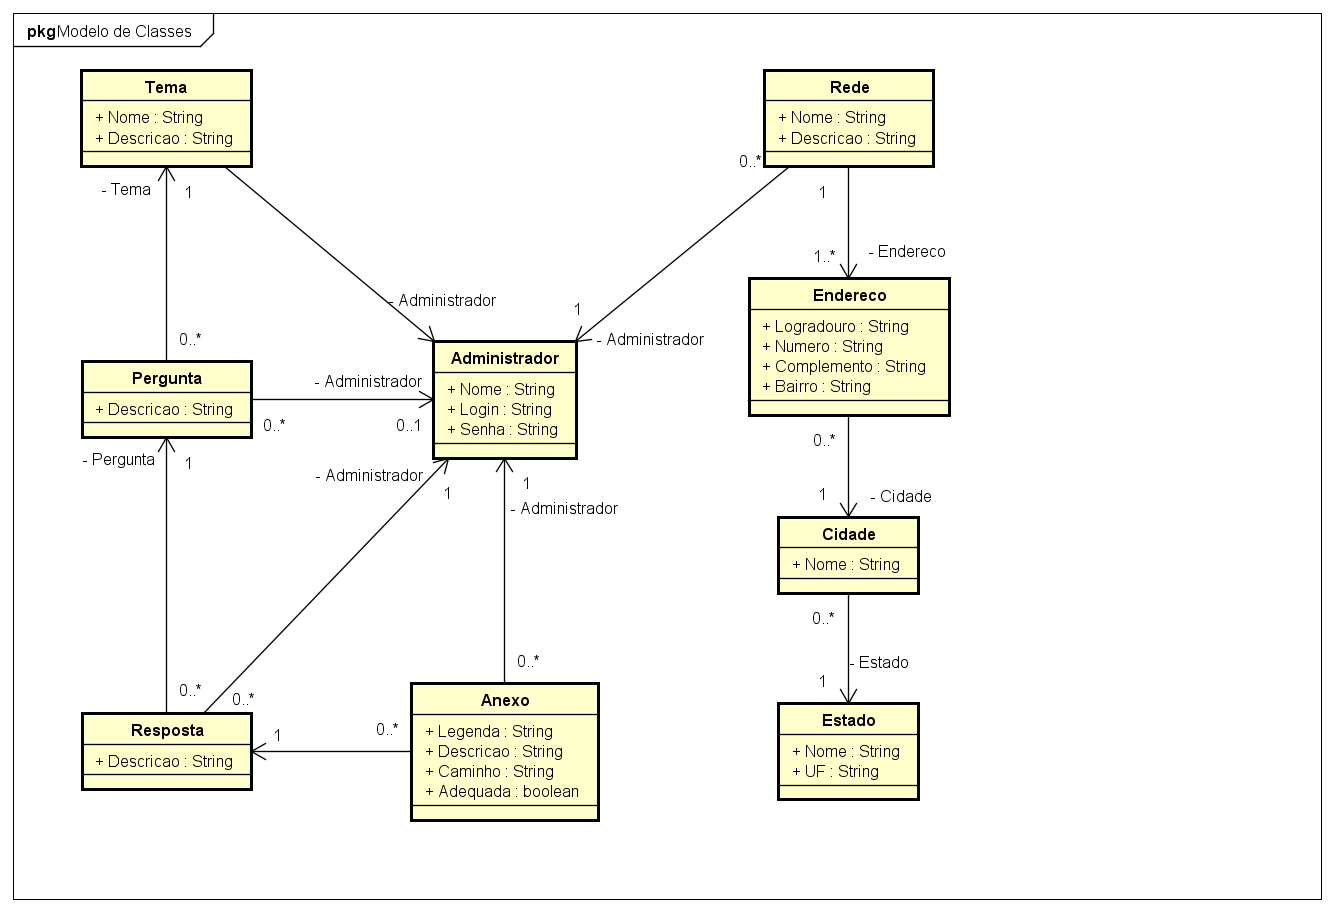 pkg Modelo de Classes
Tema
+ Nome : String
+ Descricao : String
Rede
+ Nome : String
+ Descricao : String
- Tema
1
0..*
1
- Endereco
1..*
- Administrador
1
- Administrador
0..*
Endereco
+ Logradouro : String
+ Numero : String
+ Complemento : String
+ Bairro : String
Administrador
+ Nome : String
+ Login : String
+ Senha : String
Pergunta
+ Descricao : String
- Administrador
0..*
0..1
- Pergunta
1
- Administrador
1
1
- Administrador
0..*
1
- Cidade
Cidade
+ Nome : String
0..*
- Estado
1
0..*
0..*
0..*
Resposta
+ Descricao : String
1
0..*
Anexo
+ Legenda : String
+ Descricao : String
+ Caminho : String
+ Adequada : boolean
Estado
+ Nome : String
+ UF : String